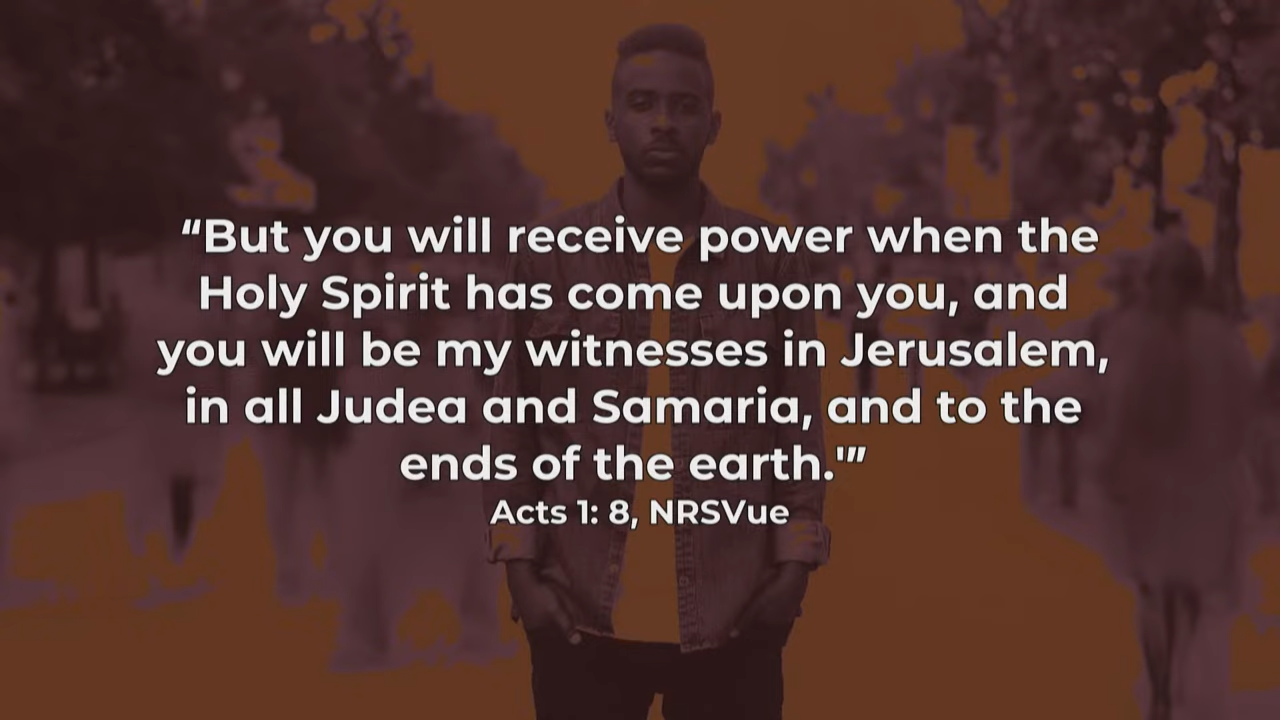 “But you will receive power when the
Holy Spirit has come upon you, and
you will be my witnesses in Jerusalem,
in all Judea and Samaria, and to the
ends of the earth.'”
Acts 1: 8, NRSVue